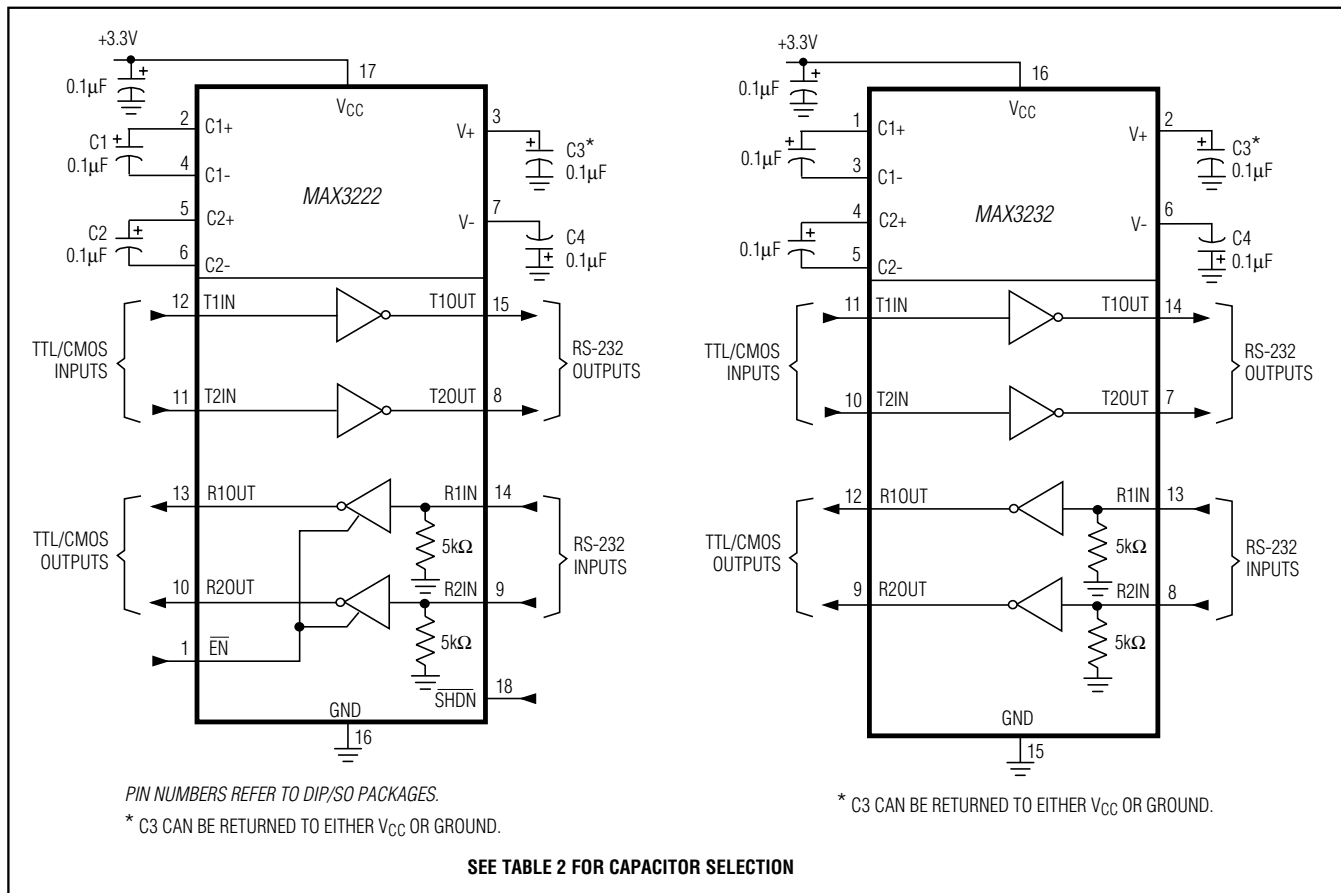 +3.3V
17
0.1µF
+
VCC
2
C1+
3
V+
C1
+
0.1µF
+
C3*
0.1µF
4
C1-
MAX3222
5
C2+
7
V-
C2
+
0.1µF
C4
+
0.1µF
6
C2-
12
T1IN
T1OUT
15
TTL/CMOS
INPUTS
RS-232
OUTPUTS
11
T2IN
T2OUT
8
13
R1OUT
R1IN
14
5kΩ
TTL/CMOS
OUTPUTS
RS-232
INPUTS
10
R2OUT
R2IN
9
5kΩ
1
EN
18
SHDN
GND
16
PIN NUMBERS REFER TO DIP/SO PACKAGES.
* C3 CAN BE RETURNED TO EITHER VCC OR GROUND.
+3.3V
16
0.1µF
+
VCC
1
C1+
2
V+
+
0.1µF
+
C3*
0.1µF
3
C1-
MAX3232
4
C2+
6
V-
+
0.1µF
C4
+
0.1µF
5
C2-
11
T1IN
T1OUT
14
TTL/CMOS
INPUTS
RS-232
OUTPUTS
10
T2IN
T2OUT
7
12
R1OUT
R1IN
13
5kΩ
TTL/CMOS
OUTPUTS
RS-232
INPUTS
9
R2OUT
R2IN
8
5kΩ
GND
15
* C3 CAN BE RETURNED TO EITHER VCC OR GROUND.
SEE TABLE 2 FOR CAPACITOR SELECTION